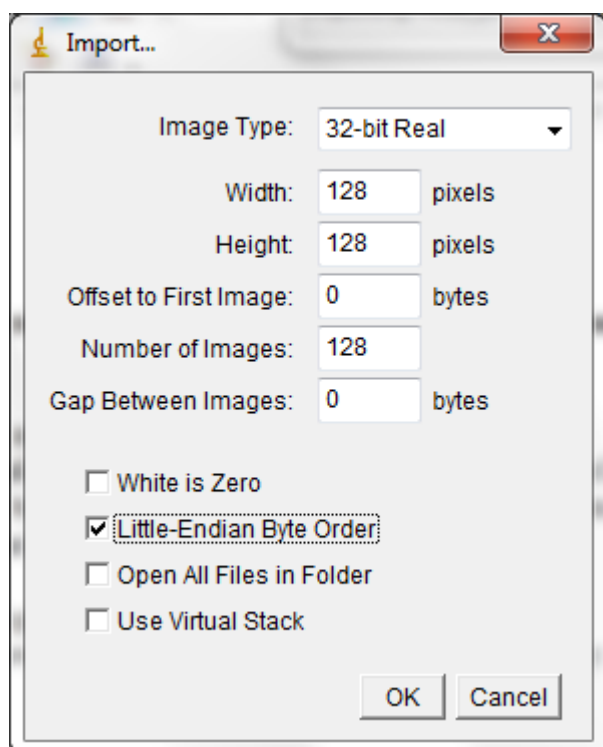 Import...
Image Type: 32-bit Real
Width: 128 pixels
Height: 128 pixels
Offset to First Image: 0 bytes
Number of Images: 128
Gap Between Images: 0 bytes
White is Zero
Little-Endian Byte Order
Open All Files in Folder
Use Virtual Stack
OK Cancel